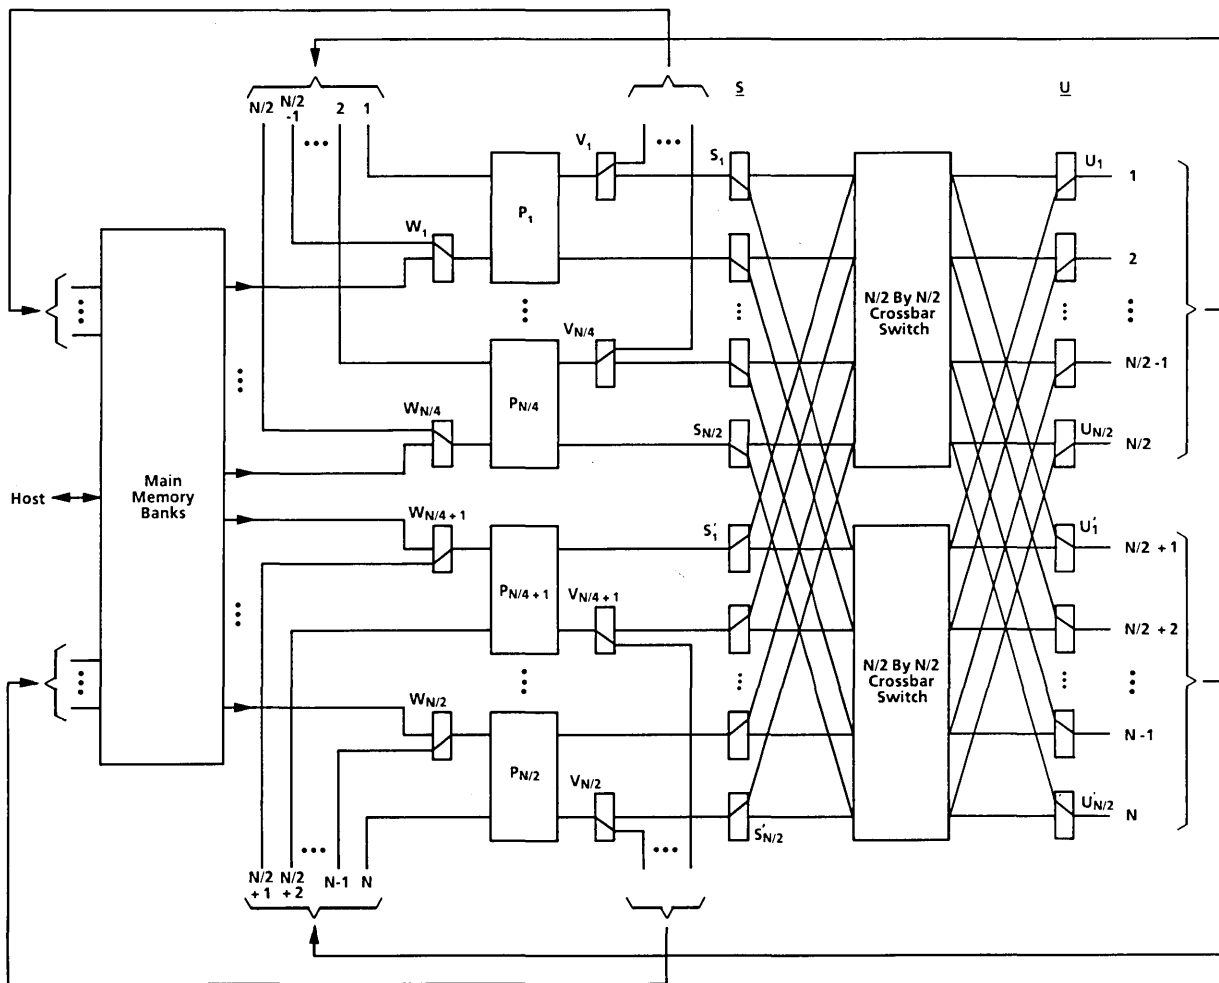 S U
N/2 N/2 -1 2 1
•••
•••
V1
S1
U1
1
P1
W1
2
N/2 By N/2
Crossbar
Switch
VN/4
N/2 -1
PN/4
WN/4
SN/2
UN/2
N/2
Main
Memory
Banks
Host
WN/4 + 1
S'1
U'1
N/2 + 1
PN/4 + 1
VN/4 + 1
N/2 + 2
N/2 By N/2
Crossbar
Switch
WN/2
N -1
PN/2
VN/2
U'N/2
N
S'N/2
•••
•••
N/2 + 1 N/2 + 2 N-1 N